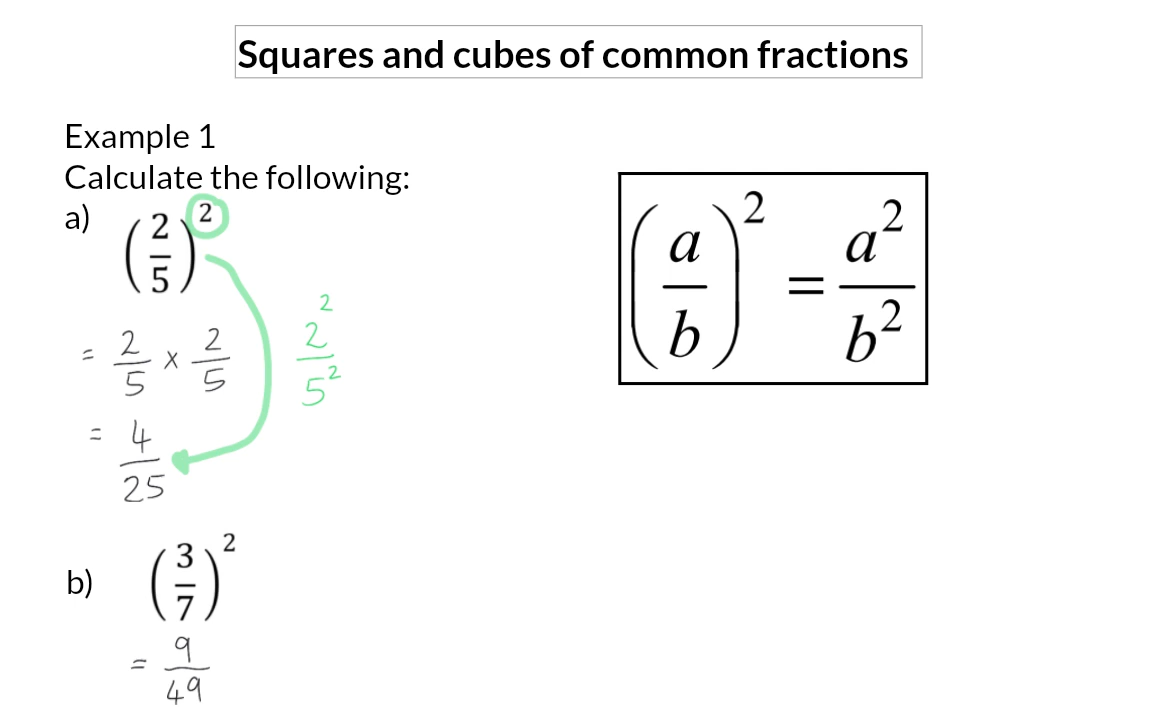 Squares and cubes of common fractions
Example 1
Calculate the following:
a) (2/5)²
= 2/5 × 2/5
2²/5²
= 4/25
b) (3/7)²
= 9/49
(a/b)² = a²/b²